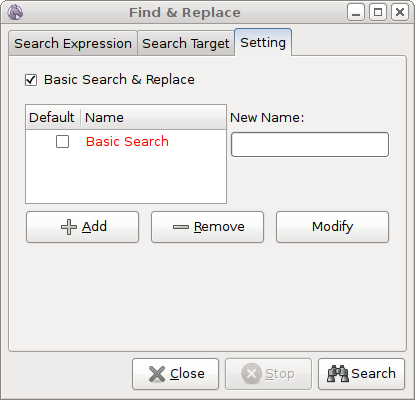 Find & Replace
Search Expression Search Target Setting
Basic Search & Replace
Default Name New Name:
Basic Search
Add Remove Modify
Close Stop Search